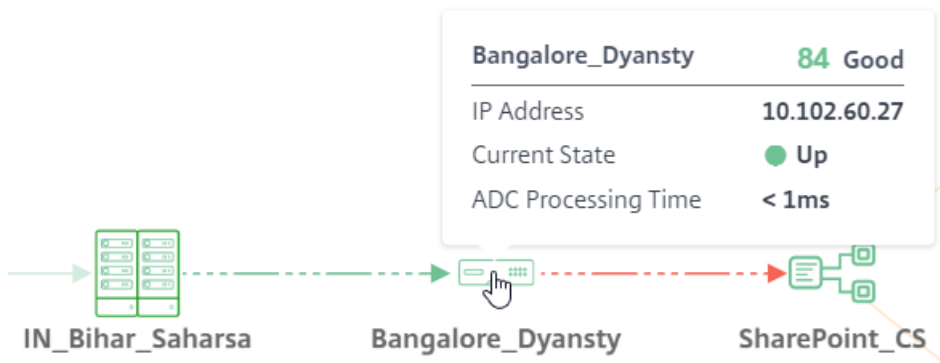 Bangalore_Dyansty 84 Good
IP Address 10.102.60.27
Current State Up
ADC Processing Time < 1ms
IN_Bihar_Saharsa Bangalore_Dyansty SharePoint_CS